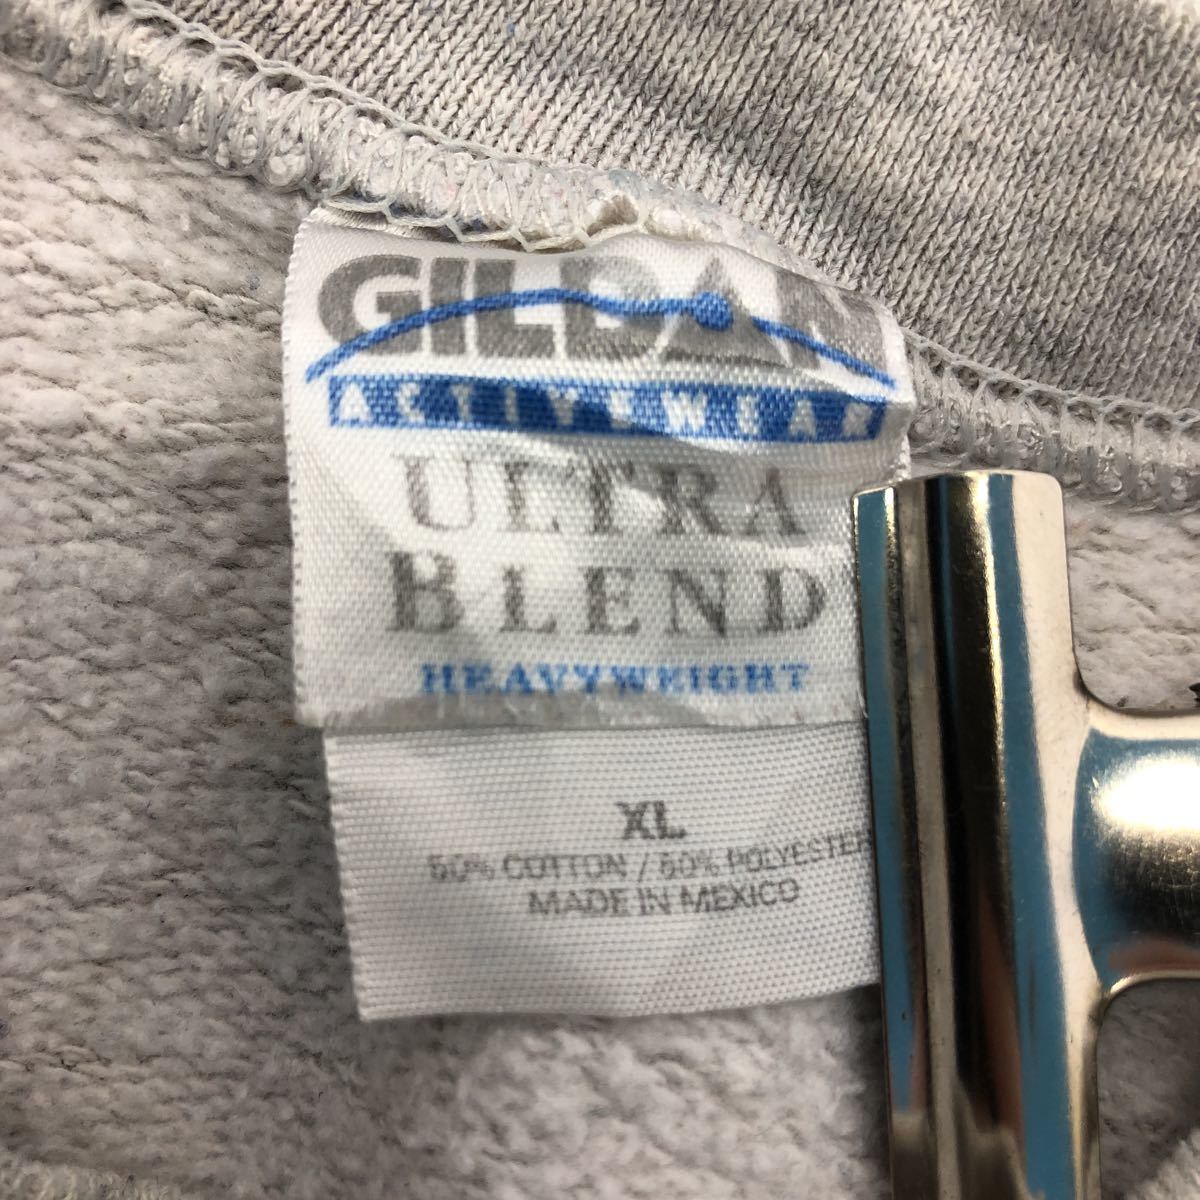 GILDAN
ACTIVEWEAR
ULTRA
BLEND
HEAVYWEIGHT
XL
50% COTTON / 50% POLYESTER
MADE IN MEXICO